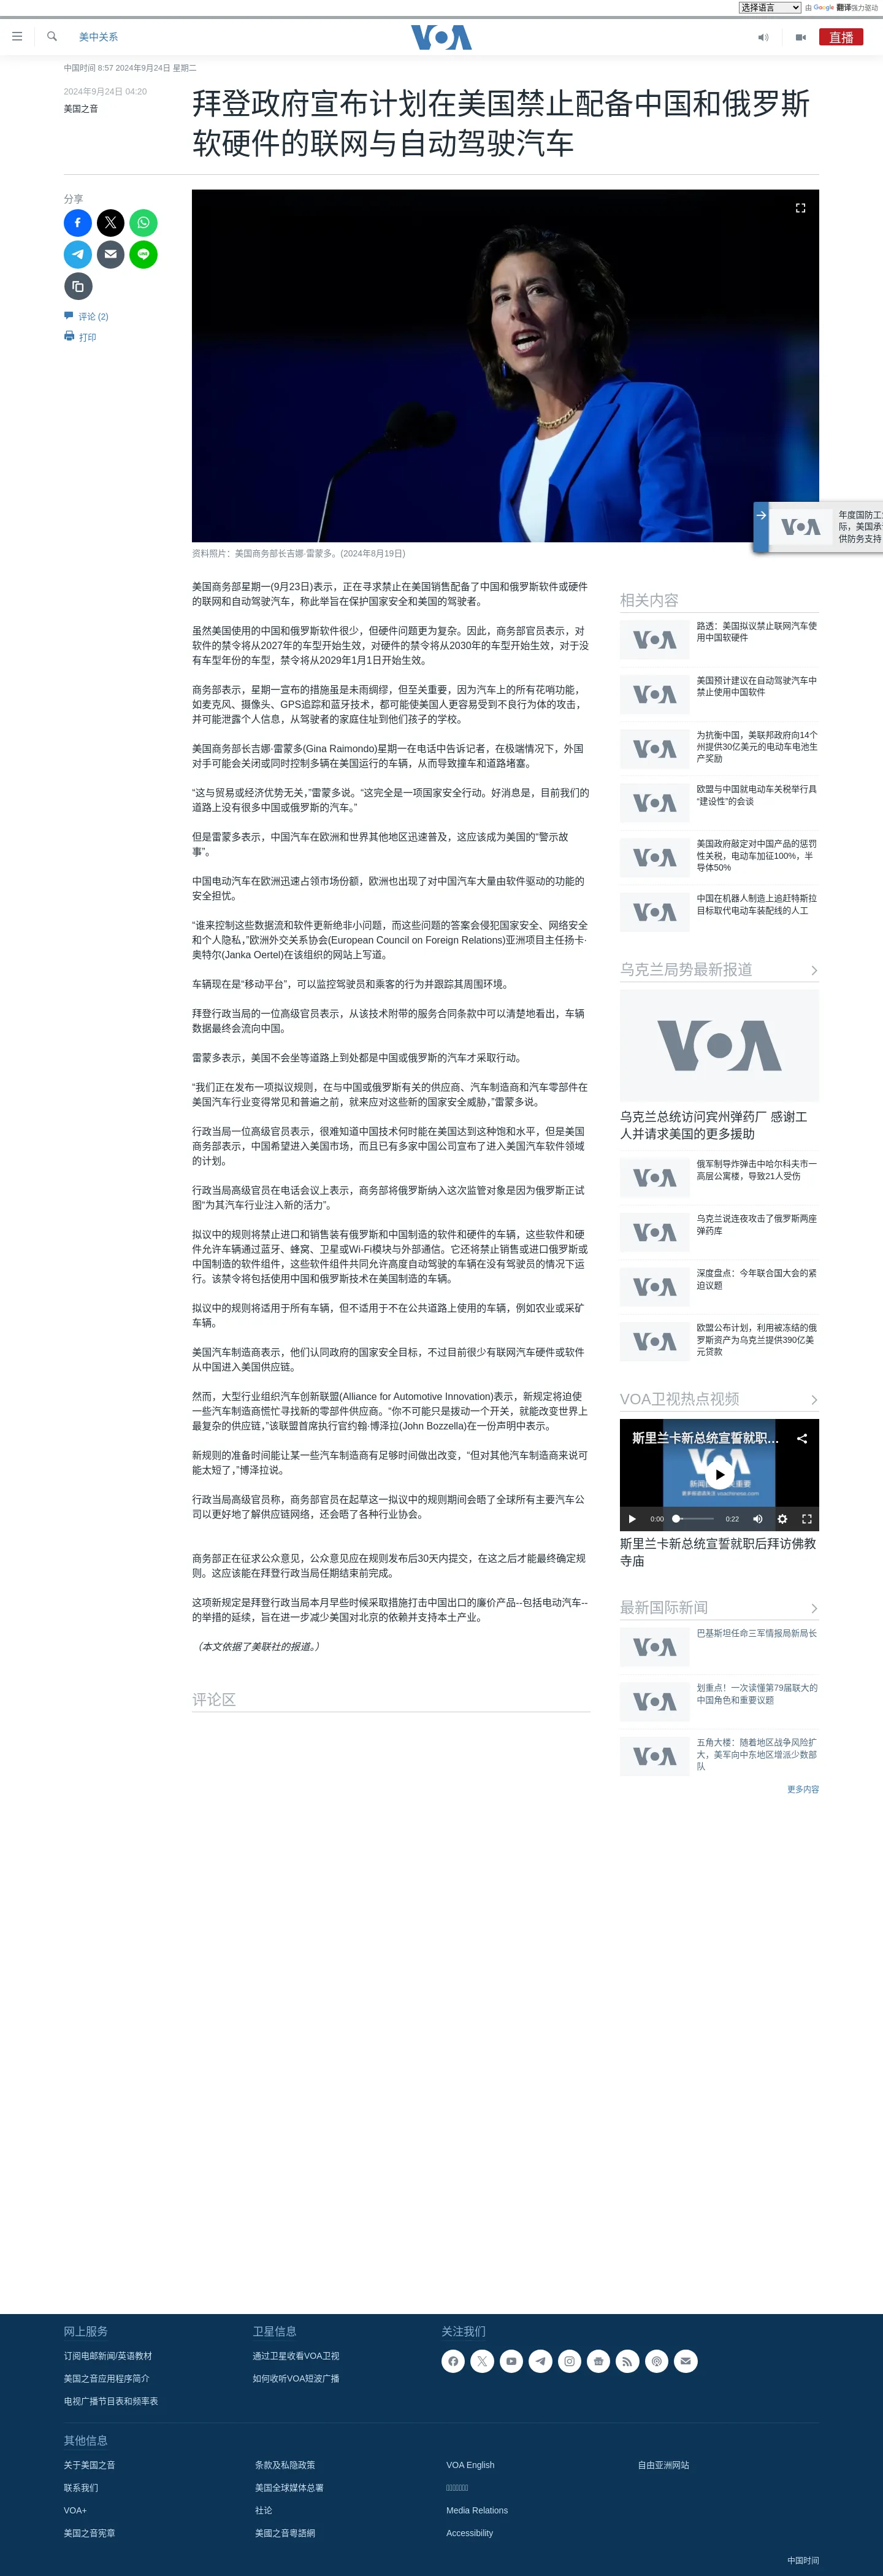 选择语言
由 Google 翻译强力驱动
美中关系
VOA
直播
中国时间 8:57 2024年9月24日 星期二
2024年9月24日 04:20
美国之音
拜登政府宣布计划在美国禁止配备中国和俄罗斯
软硬件的联网与自动驾驶汽车
分享
评论 (2)
打印
资料照片：美国商务部长吉娜·雷蒙多。(2024年8月19日)
年度国防工
际，美国承
供防务支持
美国商务部星期一(9月23日)表示，正在寻求禁止在美国销售配备了中国和俄罗斯软件或硬件
的联网和自动驾驶汽车，称此举旨在保护国家安全和美国的驾驶者。
虽然美国使用的中国和俄罗斯软件很少，但硬件问题更为复杂。因此，商务部官员表示，对
软件的禁令将从2027年的车型开始生效，对硬件的禁令将从2030年的车型开始生效，对于没
有车型年份的车型，禁令将从2029年1月1日开始生效。
商务部表示，星期一宣布的措施虽是未雨绸缪，但至关重要，因为汽车上的所有花哨功能，
如麦克风、摄像头、GPS追踪和蓝牙技术，都可能使美国人更容易受到不良行为体的攻击，
并可能泄露个人信息，从驾驶者的家庭住址到他们孩子的学校。
美国商务部长吉娜·雷蒙多(Gina Raimondo)星期一在电话中告诉记者，在极端情况下，外国
对手可能会关闭或同时控制多辆在美国运行的车辆，从而导致撞车和道路堵塞。
“这与贸易或经济优势无关，”雷蒙多说。“这完全是一项国家安全行动。好消息是，目前我们的
道路上没有很多中国或俄罗斯的汽车。”
但是雷蒙多表示，中国汽车在欧洲和世界其他地区迅速普及，这应该成为美国的“警示故
事”。
中国电动汽车在欧洲迅速占领市场份额，欧洲也出现了对中国汽车大量由软件驱动的功能的
安全担忧。
“谁来控制这些数据流和软件更新绝非小问题，而这些问题的答案会侵犯国家安全、网络安全
和个人隐私，”欧洲外交关系协会(European Council on Foreign Relations)亚洲项目主任扬卡·
奥特尔(Janka Oertel)在该组织的网站上写道。
车辆现在是“移动平台”，可以监控驾驶员和乘客的行为并跟踪其周围环境。
拜登行政当局的一位高级官员表示，从该技术附带的服务合同条款中可以清楚地看出，车辆
数据最终会流向中国。
雷蒙多表示，美国不会坐等道路上到处都是中国或俄罗斯的汽车才采取行动。
“我们正在发布一项拟议规则，在与中国或俄罗斯有关的供应商、汽车制造商和汽车零部件在
美国汽车行业变得常见和普遍之前，就来应对这些新的国家安全威胁，”雷蒙多说。
行政当局一位高级官员表示，很难知道中国技术何时能在美国达到这种饱和水平，但是美国
商务部表示，中国希望进入美国市场，而且已有多家中国公司宣布了进入美国汽车软件领域
的计划。
行政当局高级官员在电话会议上表示，商务部将俄罗斯纳入这次监管对象是因为俄罗斯正试
图“为其汽车行业注入新的活力”。
拟议中的规则将禁止进口和销售装有俄罗斯和中国制造的软件和硬件的车辆，这些软件和硬
件允许车辆通过蓝牙、蜂窝、卫星或Wi-Fi模块与外部通信。它还将禁止销售或进口俄罗斯或
中国制造的软件组件，这些软件组件共同允许高度自动驾驶的车辆在没有驾驶员的情况下运
行。该禁令将包括使用中国和俄罗斯技术在美国制造的车辆。
拟议中的规则将适用于所有车辆，但不适用于不在公共道路上使用的车辆，例如农业或采矿
车辆。
美国汽车制造商表示，他们认同政府的国家安全目标，不过目前很少有联网汽车硬件或软件
从中国进入美国供应链。
然而，大型行业组织汽车创新联盟(Alliance for Automotive Innovation)表示，新规定将迫使
一些汽车制造商慌忙寻找新的零部件供应商。“你不可能只是拨动一个开关，就能改变世界上
最复杂的供应链，”该联盟首席执行官约翰·博泽拉(John Bozzella)在一份声明中表示。
新规则的准备时间能让某一些汽车制造商有足够时间做出改变，“但对其他汽车制造商来说可
能太短了，”博泽拉说。
行政当局高级官员称，商务部官员在起草这一拟议中的规则期间会晤了全球所有主要汽车公
司以更好地了解供应链网络，还会晤了各种行业协会。
商务部正在征求公众意见，公众意见应在规则发布后30天内提交，在这之后才能最终确定规
则。这应该能在拜登行政当局任期结束前完成。
这项新规定是拜登行政当局本月早些时候采取措施打击中国出口的廉价产品--包括电动汽车--
的举措的延续，旨在进一步减少美国对北京的依赖并支持本土产业。
（本文依据了美联社的报道。）
评论区
相关内容
路透：美国拟议禁止联网汽车使
用中国软硬件
美国预计建议在自动驾驶汽车中
禁止使用中国软件
为抗衡中国，美联邦政府向14个
州提供30亿美元的电动车电池生
产奖励
欧盟与中国就电动车关税举行具
“建设性”的会谈
美国政府敲定对中国产品的惩罚
性关税，电动车加征100%，半
导体50%
中国在机器人制造上追赶特斯拉
目标取代电动车装配线的人工
乌克兰局势最新报道
VOA
乌克兰总统访问宾州弹药厂 感谢工
人并请求美国的更多援助
俄军制导炸弹击中哈尔科夫市一
高层公寓楼，导致21人受伤
乌克兰说连夜攻击了俄罗斯两座
弹药库
深度盘点：今年联合国大会的紧
迫议题
欧盟公布计划，利用被冻结的俄
罗斯资产为乌克兰提供390亿美
元贷款
VOA卫视热点视频
斯里兰卡新总统宣誓就职...
0:00
0:22
斯里兰卡新总统宣誓就职后拜访佛教
寺庙
最新国际新闻
巴基斯坦任命三军情报局新局长
划重点！一次读懂第79届联大的
中国角色和重要议题
五角大楼：随着地区战争风险扩
大，美军向中东地区增派少数部
队
更多内容
网上服务
订阅电邮新闻/英语教材
美国之音应用程序简介
电视广播节目表和频率表
卫星信息
通过卫星收看VOA卫视
如何收听VOA短波广播
关注我们
其他信息
关于美国之音
联系我们
VOA+
美国之音宪章
条款及私隐政策
美国全球媒体总署
社论
美國之音粵語網
VOA English
Media Relations
Accessibility
自由亚洲网站
中国时间